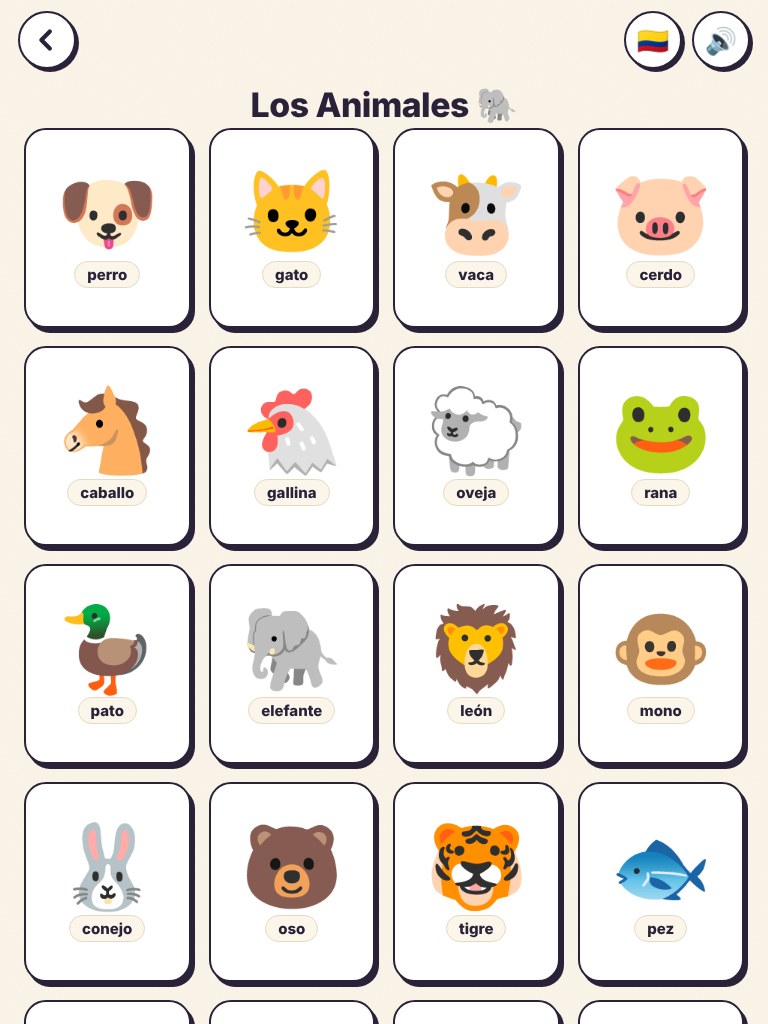 Los Animales
perro
gato
vaca
cerdo
caballo
gallina
oveja
rana
pato
elefante
león
mono
conejo
oso
tigre
pez